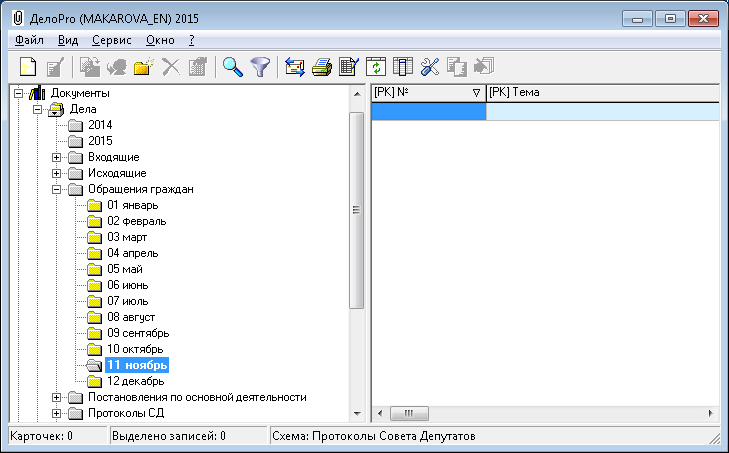 ДелоPro (MAKAROVA_EN) 2015
Файл Вид Сервис Окно ?
Документы
Дела
2014
2015
Входящие
Исходящие
Обращения граждан
01 январь
02 февраль
03 март
04 апрель
05 май
06 июнь
07 июль
08 август
09 сентябрь
10 октябрь
11 ноябрь
12 декабрь
Постановления по основной деятельности
Протоколы СД
[РК] № [РК] Тема
Карточек: 0 Выделено записей: 0 Схема: Протоколы Совета Депутатов